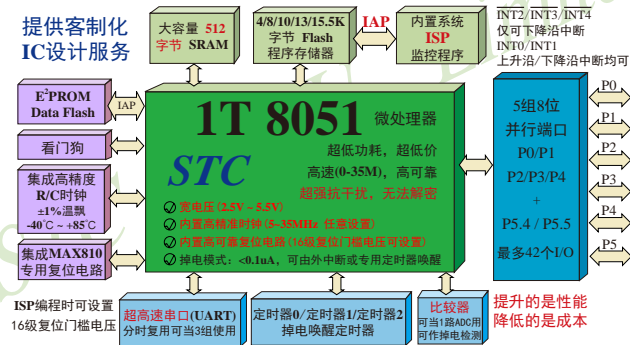 提供客制化
IC设计服务
大容量 512
字节 SRAM
4/8/10/13/15.5K
字节 Flash
程序存储器
IAP
内置系统
ISP
监控程序
INT2/INT3/INT4
仅可下降沿中断
INT0/INT1
上升沿/下降沿中断均可
E²PROM
Data Flash
IAP
看门狗
集成高精度
R/C时钟
±1%温飘
-40℃~+85℃
集成MAX810
专用复位电路
1T 8051 微处理器
STC
超低功耗，超低价
高速(0-35M)，高可靠
超强抗干扰，无法解密
宽电压(2.5V ~ 5.5V)
内置高精准时钟(5~35MHz 任意设置)
内置高可靠复位电路(16级复位门槛电压可设置)
掉电模式：<0.1uA，可由外中断或专用定时器唤醒
5组8位
并行端口
P0/P1
P2/P3/P4
+
P5.4 / P5.5
最多42个I/O
P0
P1
P2
P3
P4
P5
ISP编程时可设置
16级复位门槛电压
超高速串口(UART)
分时复用可当3组使用
定时器0/定时器1/定时器2
掉电唤醒定时器
比较器
可当1路ADC用
可作掉电检测
提升的是性能
降低的是成本